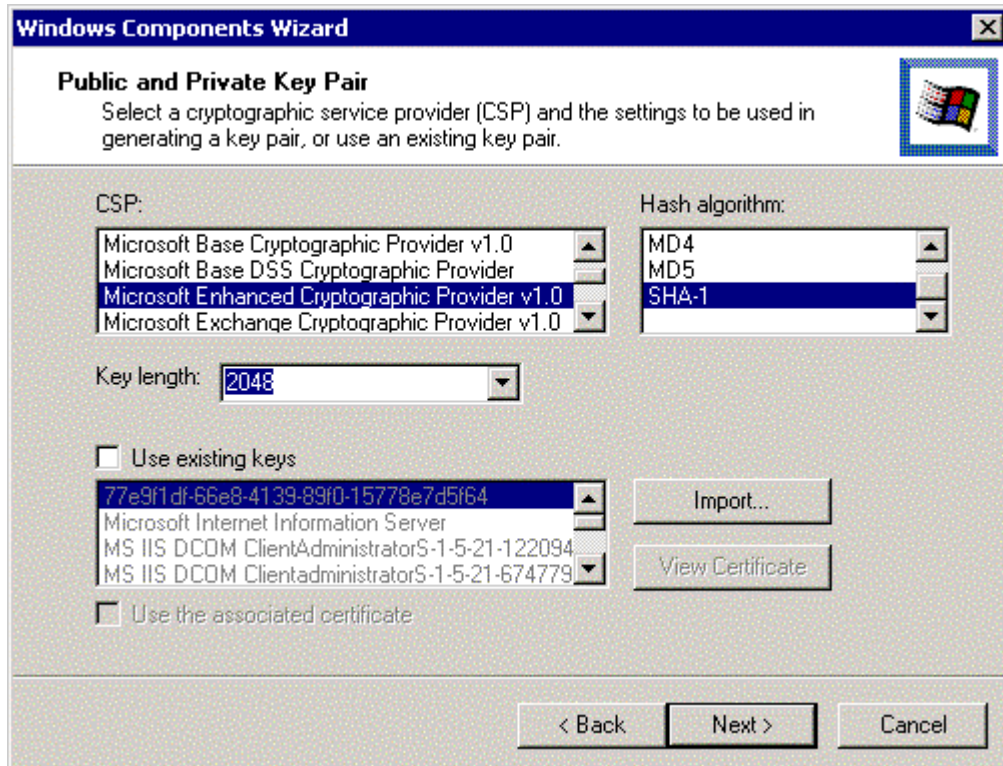 Windows Components Wizard
Public and Private Key Pair
Select a cryptographic service provider (CSP) and the settings to be used in
generating a key pair, or use an existing key pair.
CSP:
Microsoft Base Cryptographic Provider v1.0
Microsoft Base DSS Cryptographic Provider
Microsoft Enhanced Cryptographic Provider v1.0
Microsoft Exchange Cryptographic Provider v1.0
Hash algorithm:
MD4
MD5
SHA-1
Key length:
2048
Use existing keys
77e9f1df-66e8-4139-89f0-15778e7d5f64
Microsoft Internet Information Server
MS IIS DCOM ClientAdministratorS-1-5-21-122094
MS IIS DCOM ClientadministratorS-1-5-21-674779
Import...
View Certificate
Use the associated certificate
< Back
Next >
Cancel